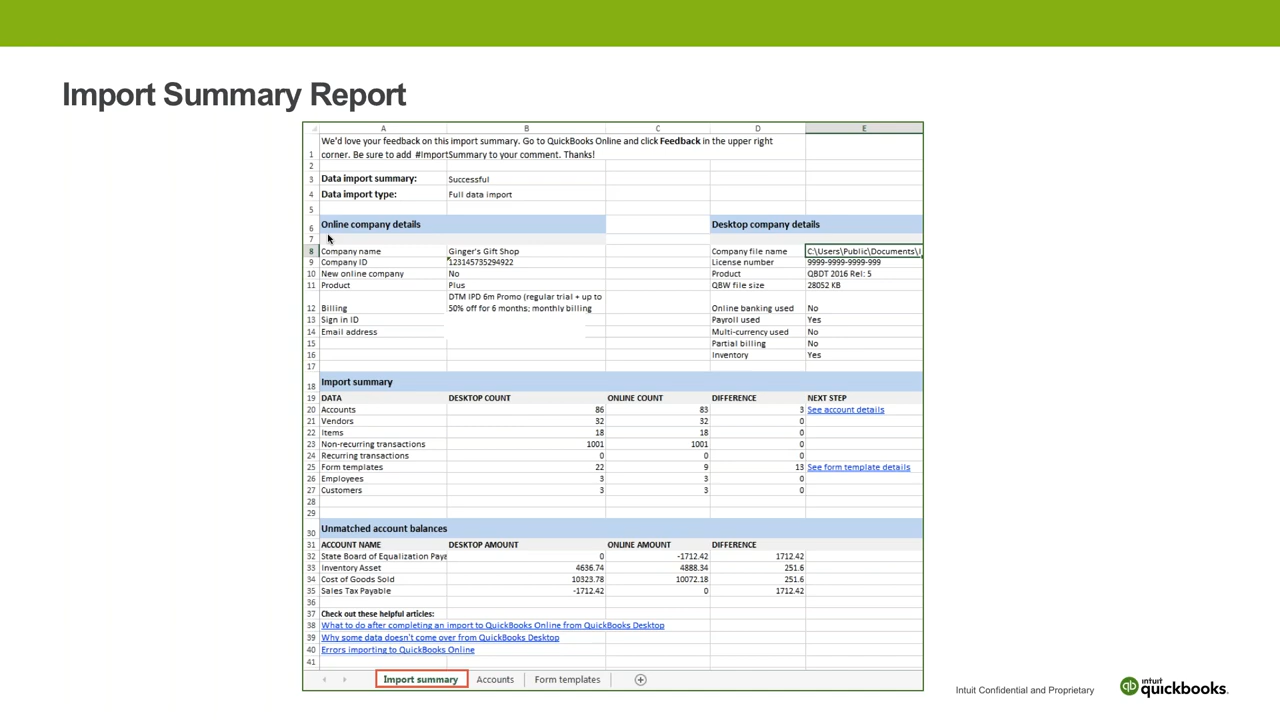 Import Summary Report
A B C D E
We'd love your feedback on this import summary. Go to QuickBooks Online and click Feedback in the upper right
1 corner. Be sure to add #ImportSummary to your comment. Thanks!
2
3 Data import summary: Successful
4 Data import type: Full data import
5
6 Online company details Desktop company details
7
8 Company name Ginger's Gift Shop Company file name C:\Users\Public\Documents\I
9 Company ID 123145735294922 License number 9999-9999-9999-999
10 New online company No Product QBDT 2016 Rel: 5
11 Product Plus QBW file size 28052 KB
DTM IPD 6m Promo (regular trial + up to
12 Billing 50% off for 6 months; monthly billing Online banking used No
13 Sign in ID Payroll used Yes
14 Email address Multi-currency used No
15 Partial billing No
16 Inventory Yes
17
18 Import summary
19 DATA DESKTOP COUNT ONLINE COUNT DIFFERENCE NEXT STEP
20 Accounts 86 83 3 See account details
21 Vendors 32 32 0
22 Items 18 18 0
23 Non-recurring transactions 1001 1001 0
24 Recurring transactions 0 0 0
25 Form templates 22 9 13 See form template details
26 Employees 3 3 0
27 Customers 3 3 0
28
29
30 Unmatched account balances
31 ACCOUNT NAME DESKTOP AMOUNT ONLINE AMOUNT DIFFERENCE
32 State Board of Equalization Paya 0 -1712.42 1712.42
33 Inventory Asset 4636.74 4888.34 251.6
34 Cost of Goods Sold 10323.78 10072.18 251.6
35 Sales Tax Payable -1712.42 0 1712.42
36
37 Check out these helpful articles:
38 What to do after completing an import to QuickBooks Online from QuickBooks Desktop
39 Why some data doesn't come over from QuickBooks Desktop
40 Errors importing to QuickBooks Online
41
Import summary Accounts Form templates
Intuit Confidential and Proprietary
qb intuit quickbooks.